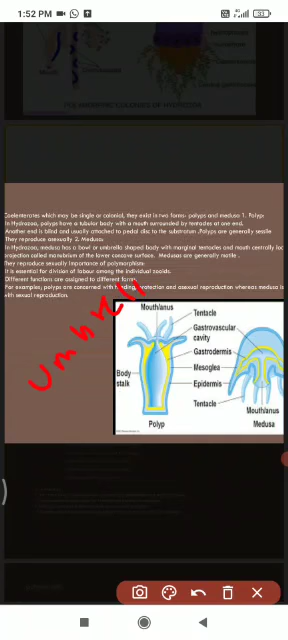 1:52 PM
33
Mouth
POLYMORPHIC COLONIES OF HYDROZOA
Coelenterates which may be single or colonial, they exist in two forms- polyps and medusa 1. Polyp:
In Hydrozoa, polyps have a tubular body with a mouth surrounded by tentacles at one end.
Another end is blind and usually attached to pedal disc to the substratum .Polyps are generally sessile
They reproduce asexually 2. Medusa:
In Hydrozoa, medusa has a bowl or umbrella shaped body with marginal tentacles and mouth centrally loc
projection called manubrium of the lower concave surface. Medusas are generally motile .
They reproduce sexually Importance of polymorphism:
It is essential for division of labour among the individual zooids.
Different functions are assigned to different forms.
For examples; polyps are concerned with feeding, protection and asexual reproduction whereas medusa is
with sexual reproduction.
Umbrell
Mouth/anus
Tentacle
Gastrovascular
cavity
Gastrodermis
Mesoglea
Body
stalk
Epidermis
Tentacle
Mouth/anus
Polyp
Medusa